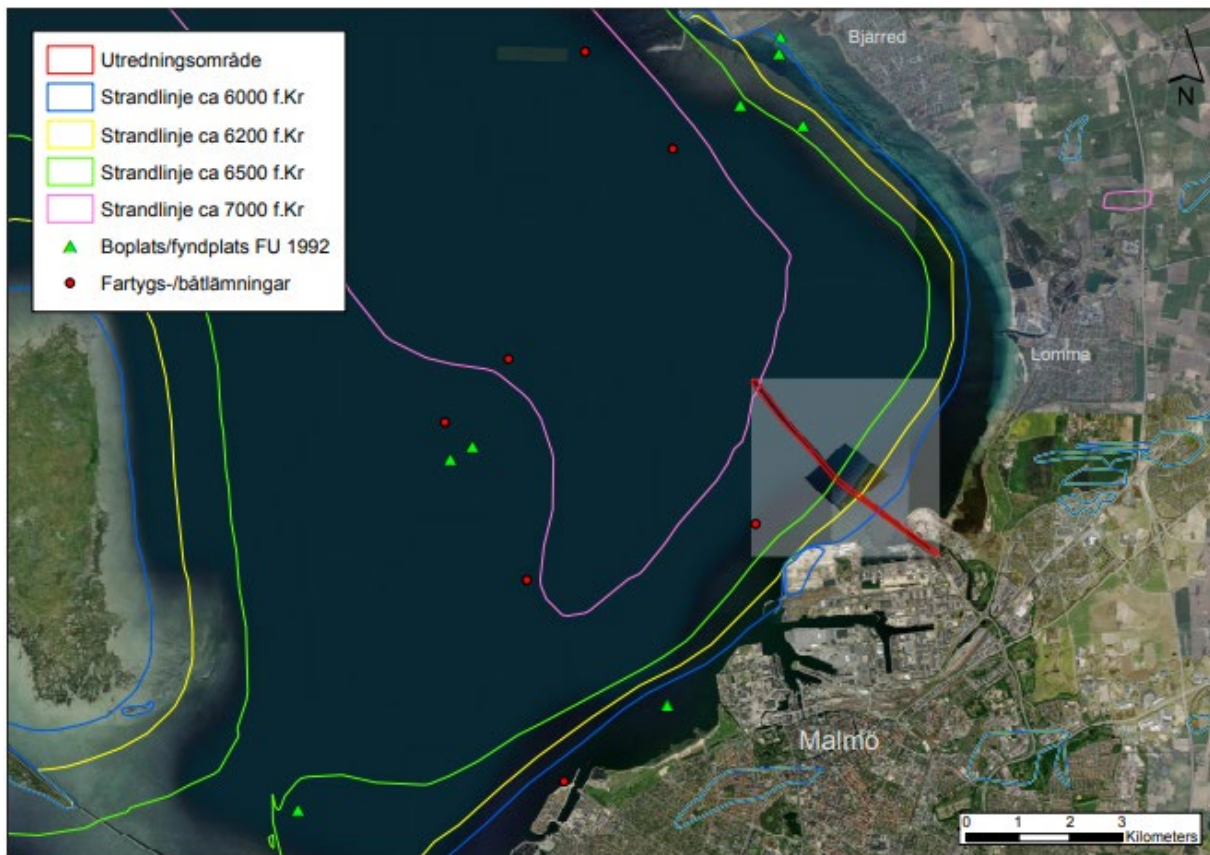 Utredningsområde
Strandlinje ca 6000 f.Kr
Strandlinje ca 6200 f.Kr
Strandlinje ca 6500 f.Kr
Strandlinje ca 7000 f.Kr
Boplats/fyndplats FU 1992
Fartygs-/båtlämningar
Bjärred
N
Lomma
Malmö
0 1 2 3
Kilometers